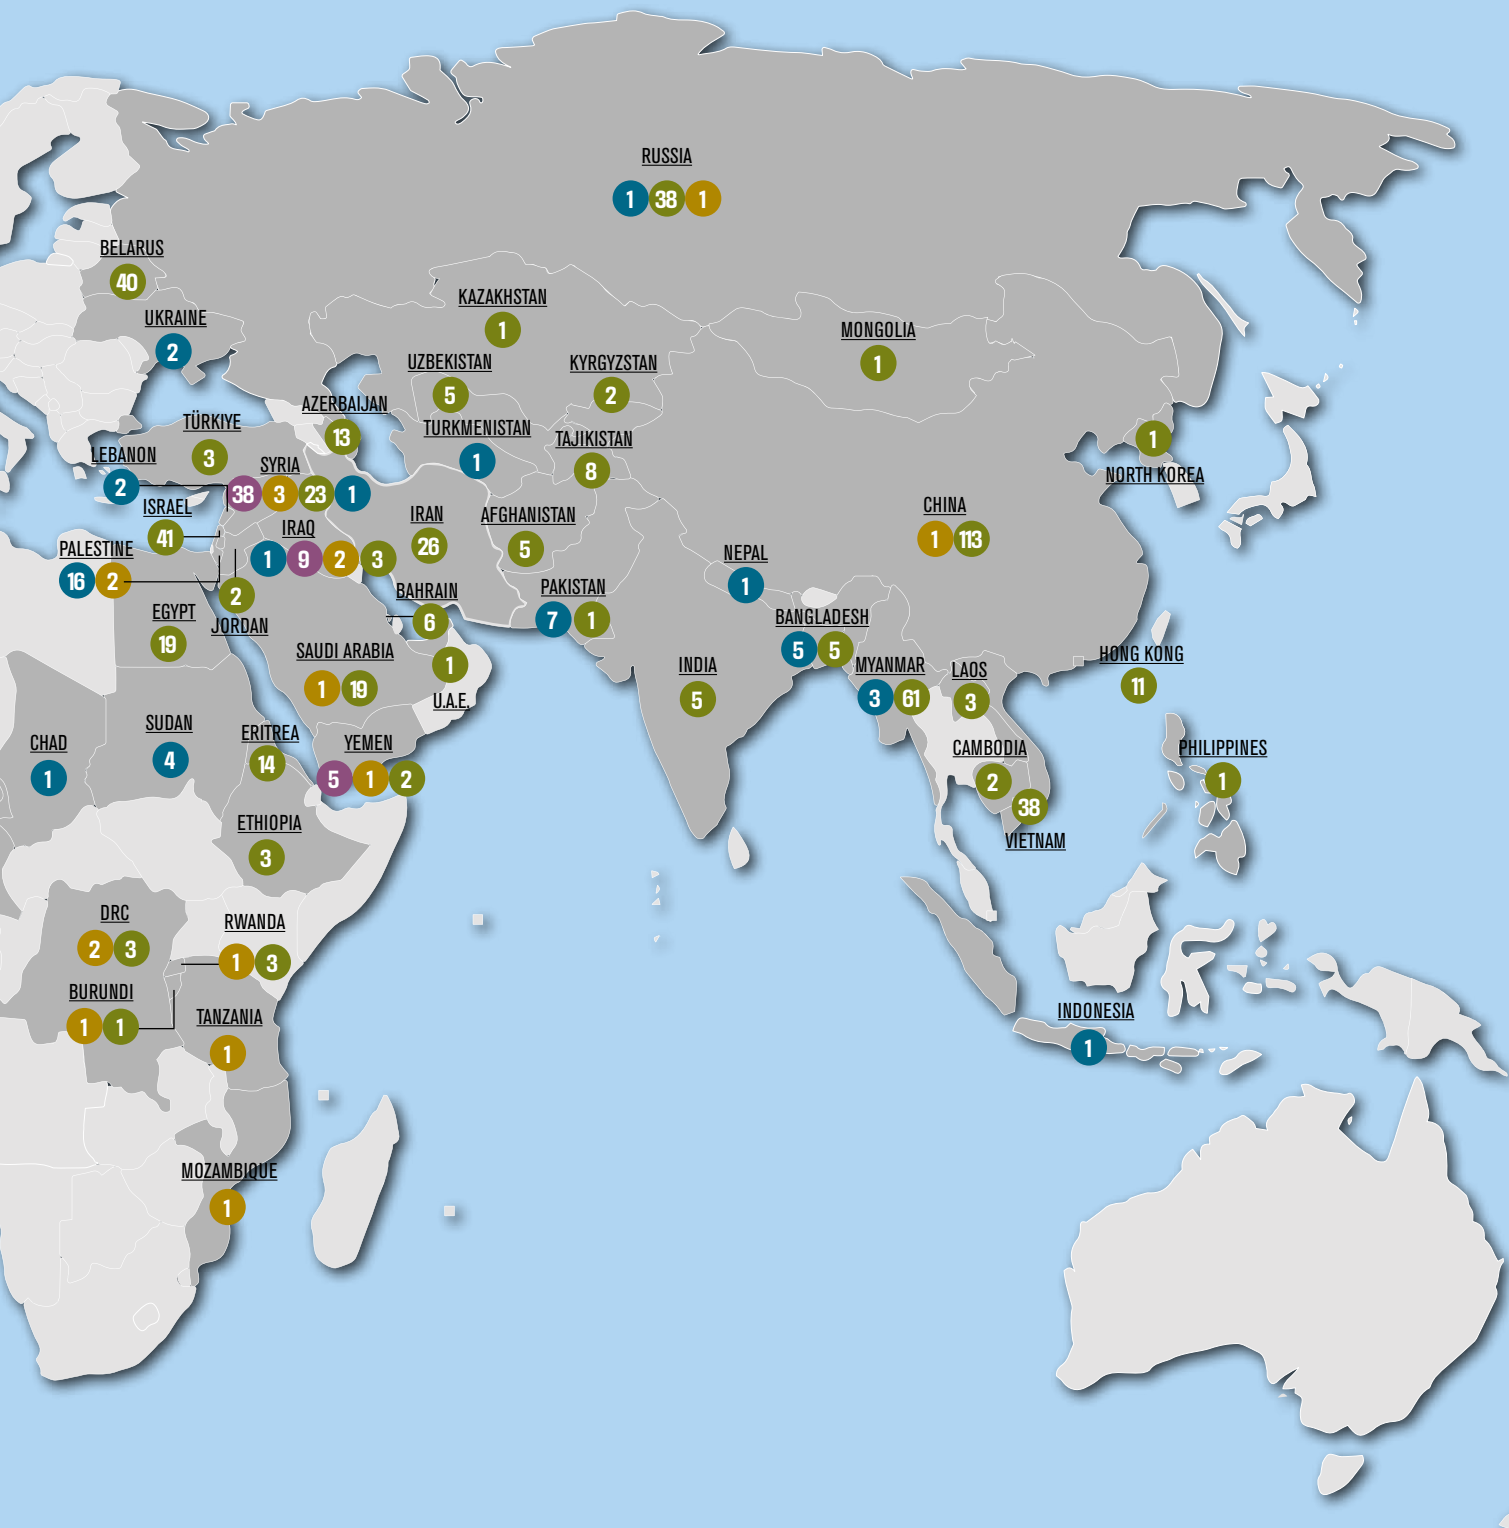 RUSSIA
1 38 1
BELARUS
40
UKRAINE
2
KAZAKHSTAN
1
MONGOLIA
1
UZBEKISTAN
5
KYRGYZSTAN
2
AZERBAIJAN
13
TÜRKIYE
3
TURKMENISTAN
1
TAJIKISTAN
8
NORTH KOREA
1
LEBANON
2
SYRIA
38 3 23 1
ISRAEL
41
IRAQ
1 9 2 3
IRAN
26
AFGHANISTAN
5
CHINA
1 113
PALESTINE
16 2
NEPAL
1
JORDAN
2
BAHRAIN
6
PAKISTAN
7 1
EGYPT
19
BANGLADESH
5 5
SAUDI ARABIA
1 19
U.A.E.
1
INDIA
5
MYANMAR
3 61
LAOS
3
HONG KONG
11
CHAD
1
SUDAN
4
ERITREA
14
YEMEN
5 1 2
CAMBODIA
2
PHILIPPINES
1
38
VIETNAM
ETHIOPIA
3
DRC
2 3
RWANDA
1 3
BURUNDI
1 1
TANZANIA
1
INDONESIA
1
MOZAMBIQUE
1